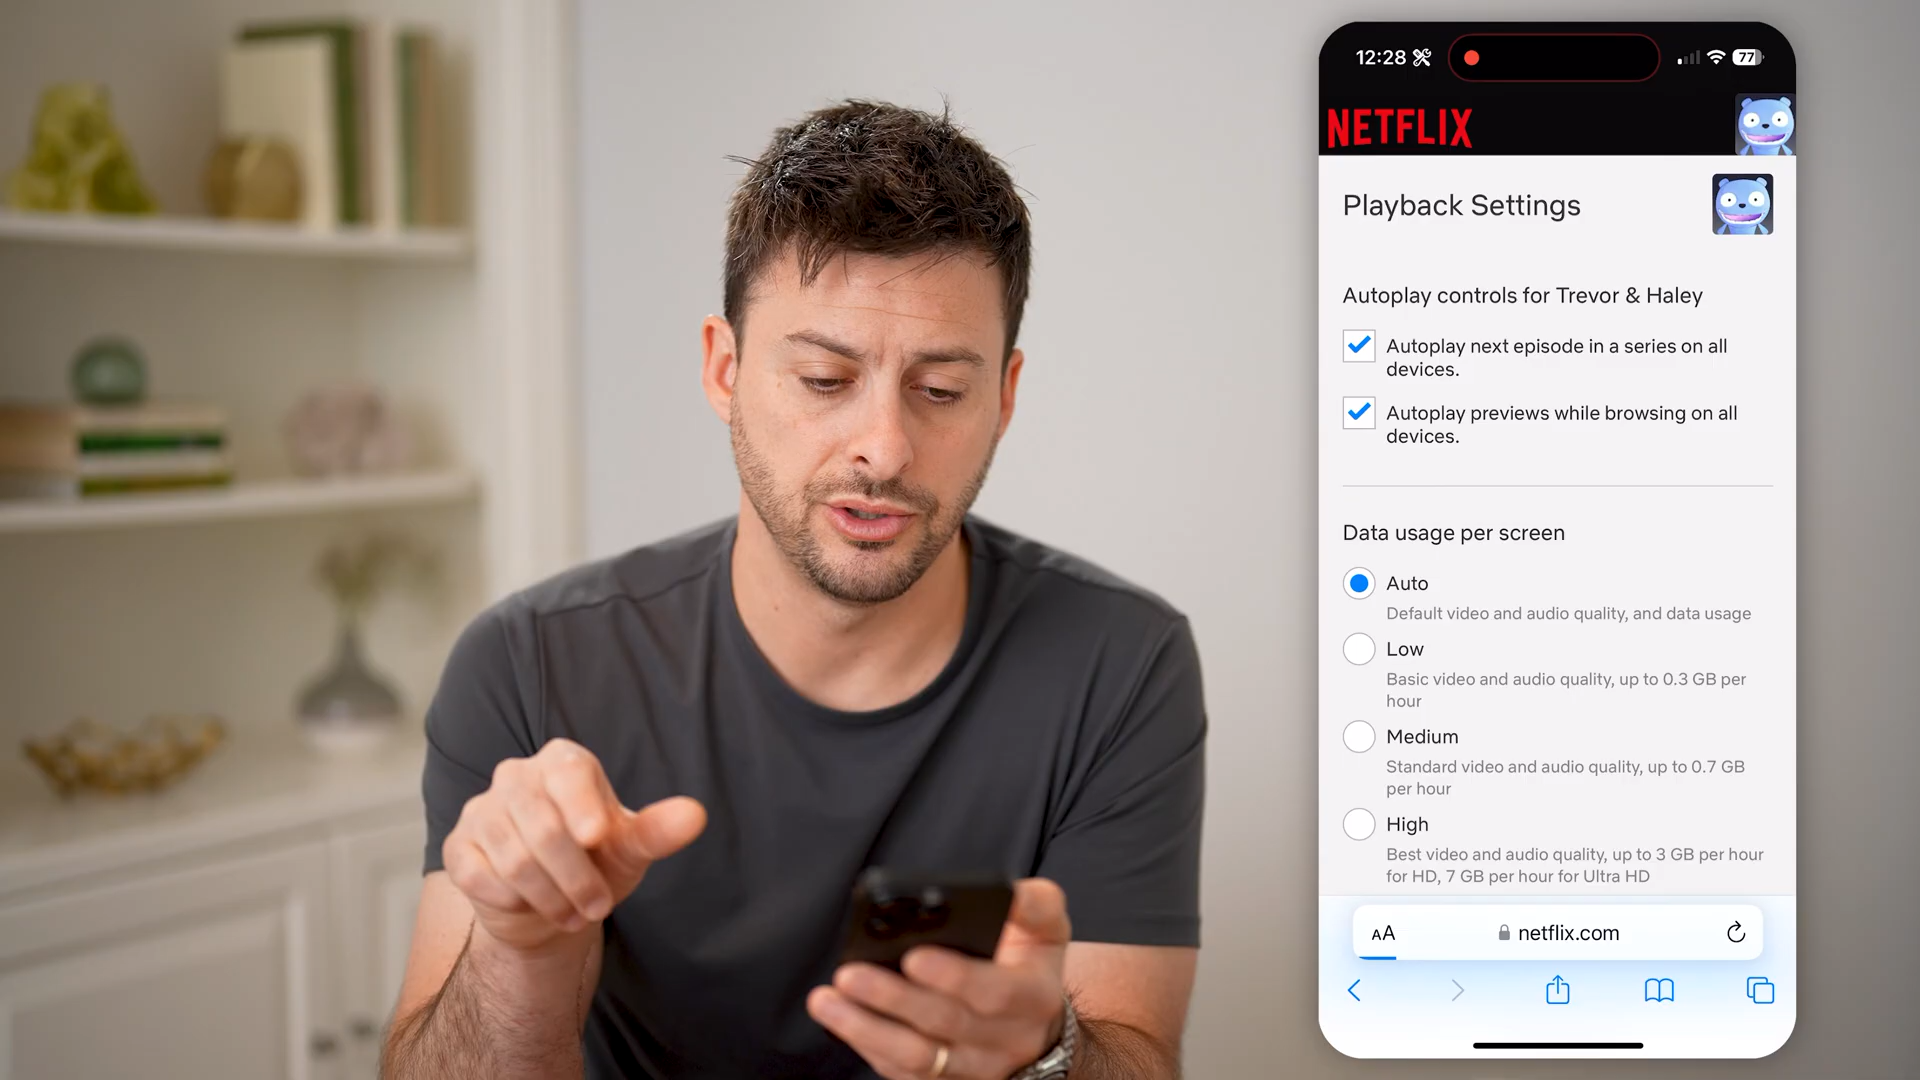 12:28
77
NETFLIX
Playback Settings
Autoplay controls for Trevor & Haley
Autoplay next episode in a series on all
devices.
Autoplay previews while browsing on all
devices.
Data usage per screen
Auto
Default video and audio quality, and data usage
Low
Basic video and audio quality, up to 0.3 GB per
hour
Medium
Standard video and audio quality, up to 0.7 GB
per hour
High
Best video and audio quality, up to 3 GB per hour
for HD, 7 GB per hour for Ultra HD
AA netflix.com